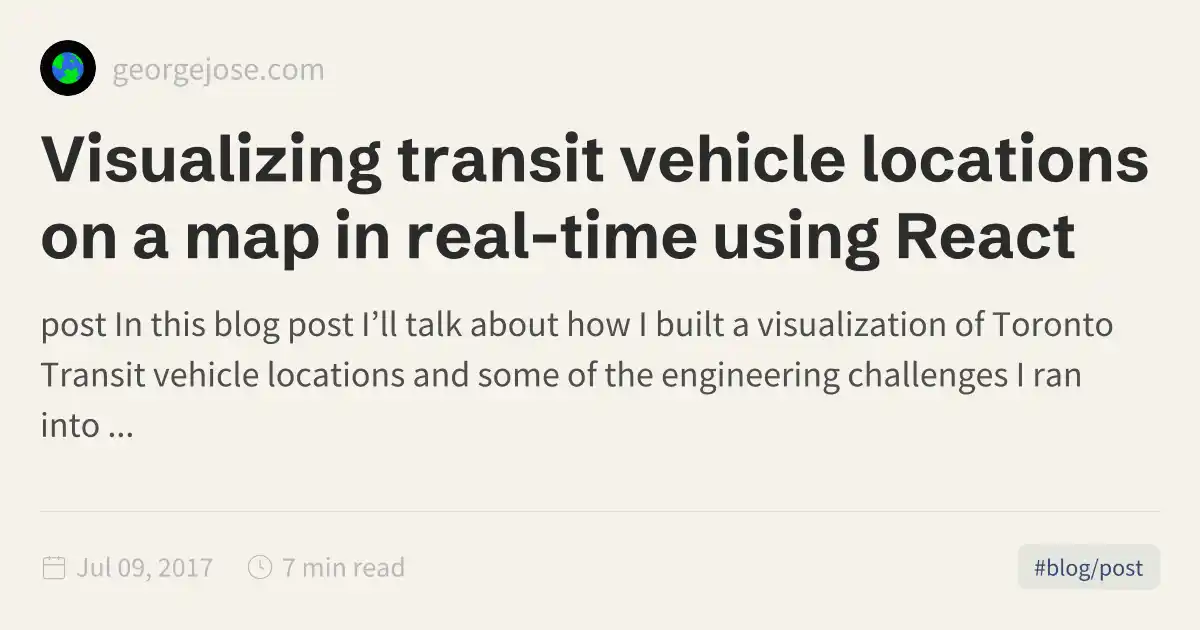 georgejose.com
Visualizing transit vehicle locations
on a map in real-time using React
post In this blog post I’ll talk about how I built a visualization of Toronto
Transit vehicle locations and some of the engineering challenges I ran
into ...
Jul 09, 2017 7 min read #blog/post